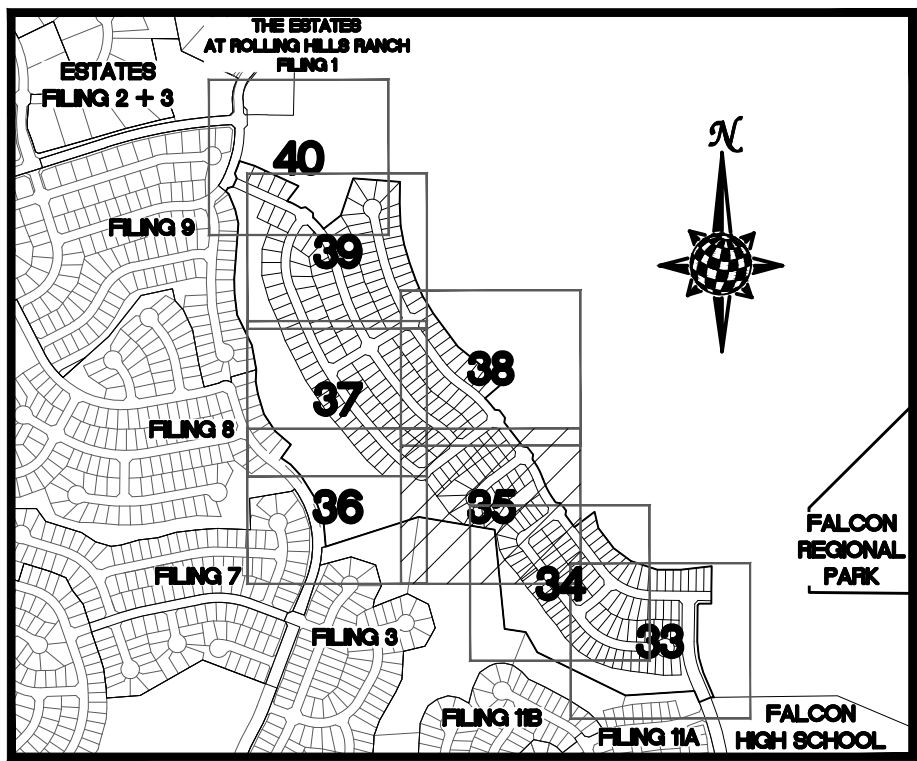 THE ESTATES
AT ROLLING HILLS RANCH
FILING 1
ESTATES
FILING 2 + 3
N
40
FILING 9
39
38
37
FILING 8
36
35
FALCON
REGIONAL
PARK
FILING 7
34
FILING 3
33
FILING 11B
FILING 11A
FALCON
HIGH SCHOOL